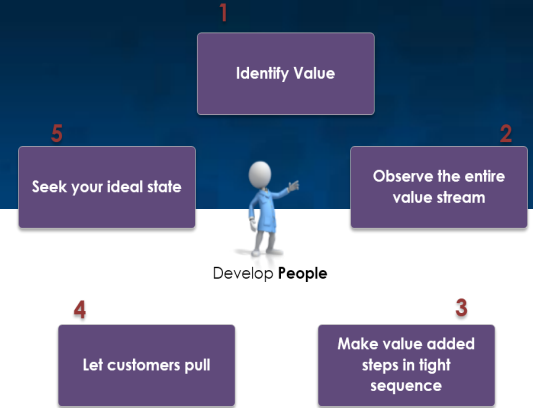 1
Identify Value
5
Seek your ideal state
2
Observe the entire
value stream
Develop People
4
Let customers pull
3
Make value added
steps in tight
sequence